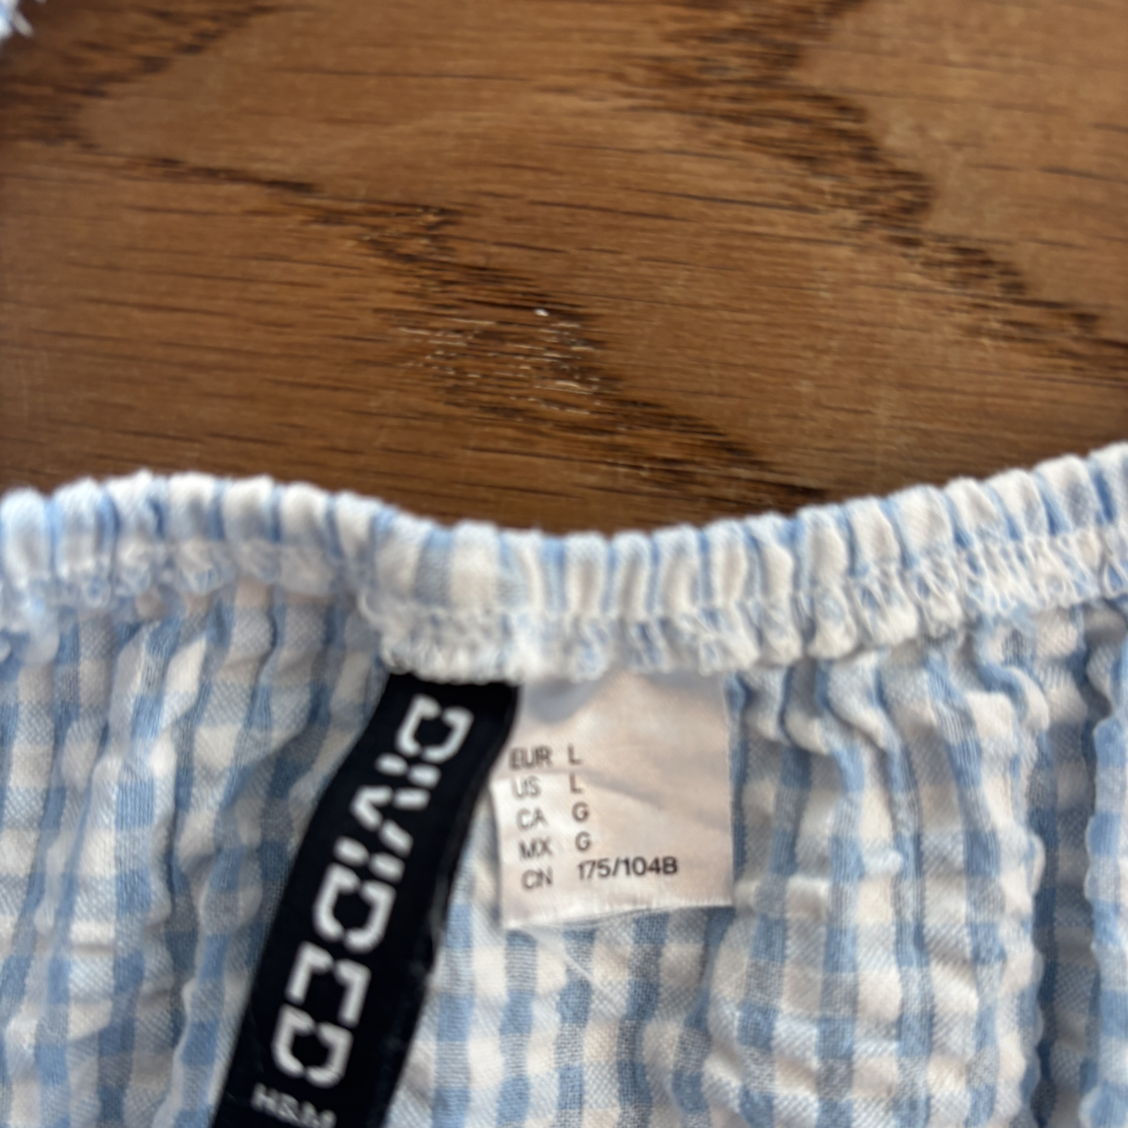 DIVIDED
H&M
EUR L
US L
CA G
MX G
CN 175/104B